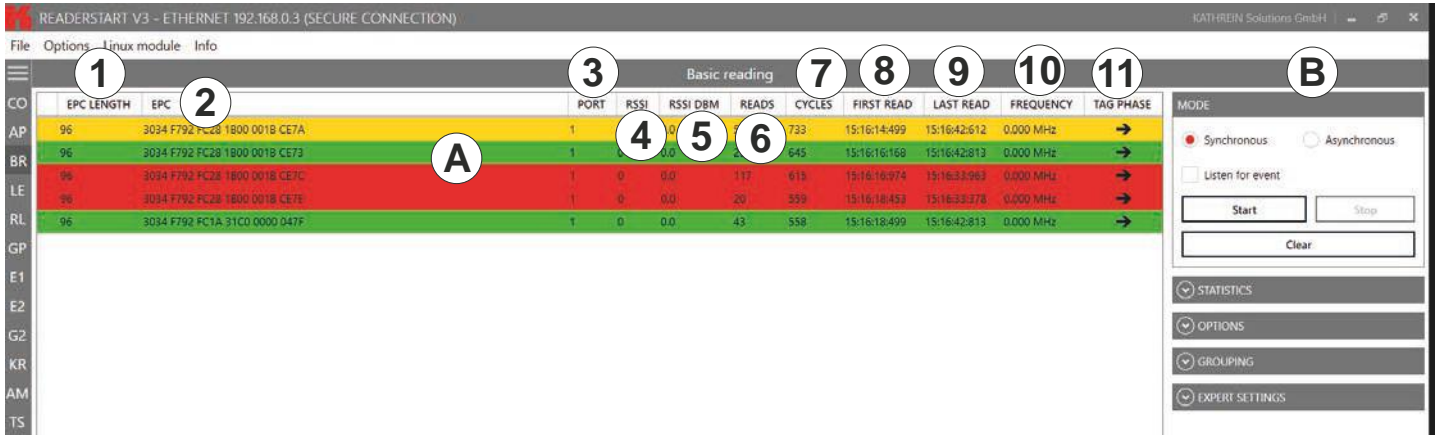 READERSTART V3 - ETHERNET 192.168.0.3 (SECURE CONNECTION) KATHREIN Solutions GmbH
File Options Linux module Info
1 2 3 4 5 6 7 8 9 10 11 A B
Basic reading
EPC LENGTH EPC PORT RSSI RSSI DBM READS CYCLES FIRST READ LAST READ FREQUENCY TAG PHASE
96 3034 F792 FC28 1800 001B CE7A 1 733 15:16:14:499 15:16:42:612 0.000 MHz
96 3034 F792 FC28 1800 001B CE73 1 0.0 645 15:16:16:168 15:16:42:813 0.000 MHz
96 3034 F792 FC28 1800 001B CE7C 1 0 0.0 117 615 15:16:16:974 15:16:33:963 0.000 MHz
96 3034 F792 FC28 1800 001B CE7E 1 0 0.0 20 559 15:16:18:453 15:16:33:378 0.000 MHz
96 3034 F792 FC1A 31C0 0000 047F 1 0 0.0 43 558 15:16:18:499 15:16:42:813 0.000 MHz
CO
AP
BR
LE
RL
GP
E1
E2
G2
KR
AM
TS
MODE
Synchronous Asynchronous
Listen for event
Start Stop
Clear
STATISTICS
OPTIONS
GROUPING
EXPERT SETTINGS